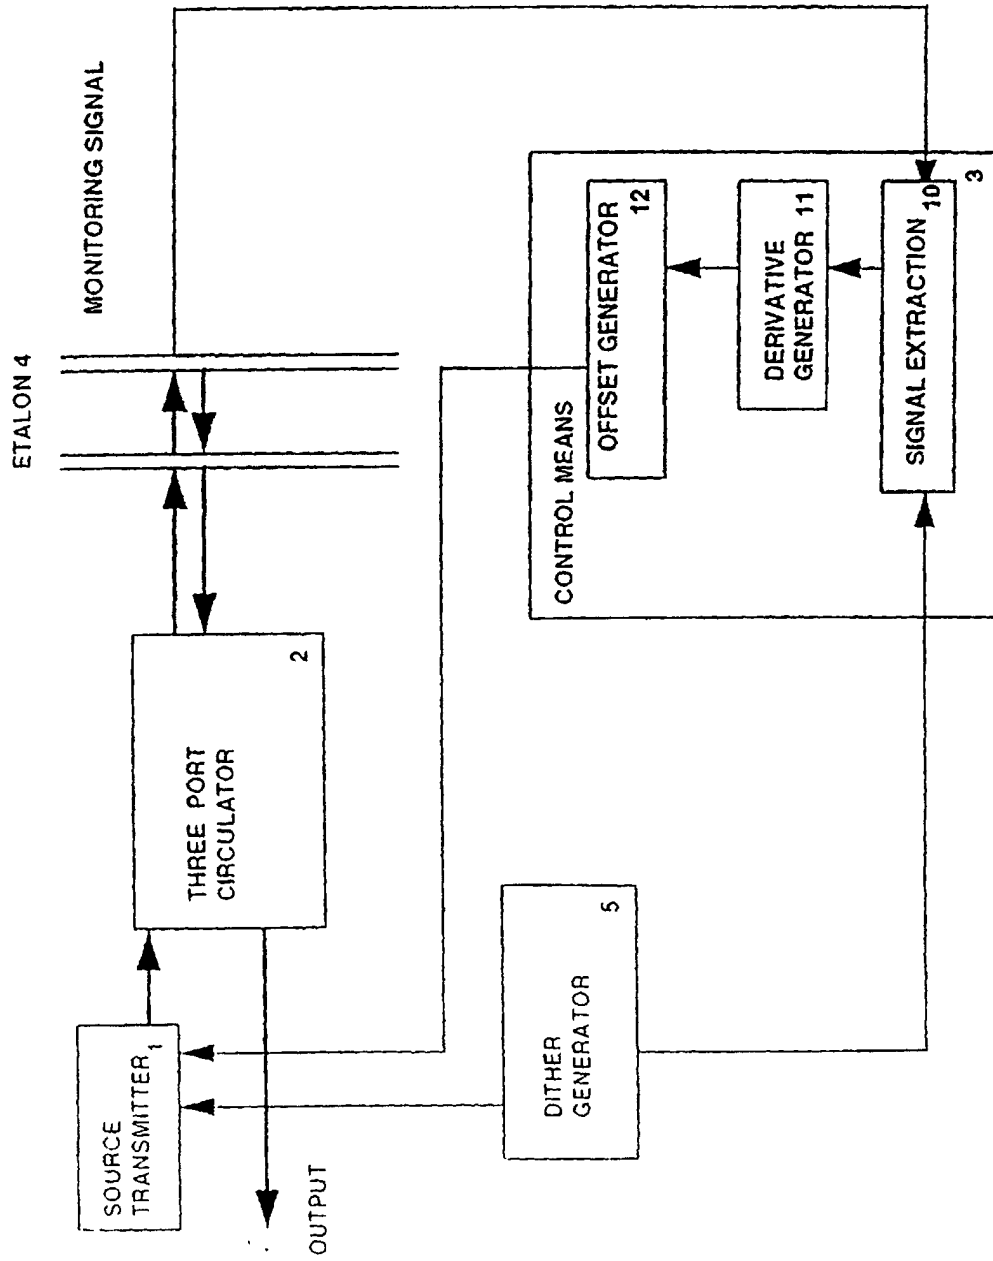 SOURCE
TRANSMITTER 1
THREE PORT
CIRCULATOR
2
ETALON 4
MONITORING SIGNAL
OUTPUT
DITHER
GENERATOR
5
CONTROL MEANS
OFFSET GENERATOR
12
DERIVATIVE
GENERATOR 11
SIGNAL EXTRACTION 10
3